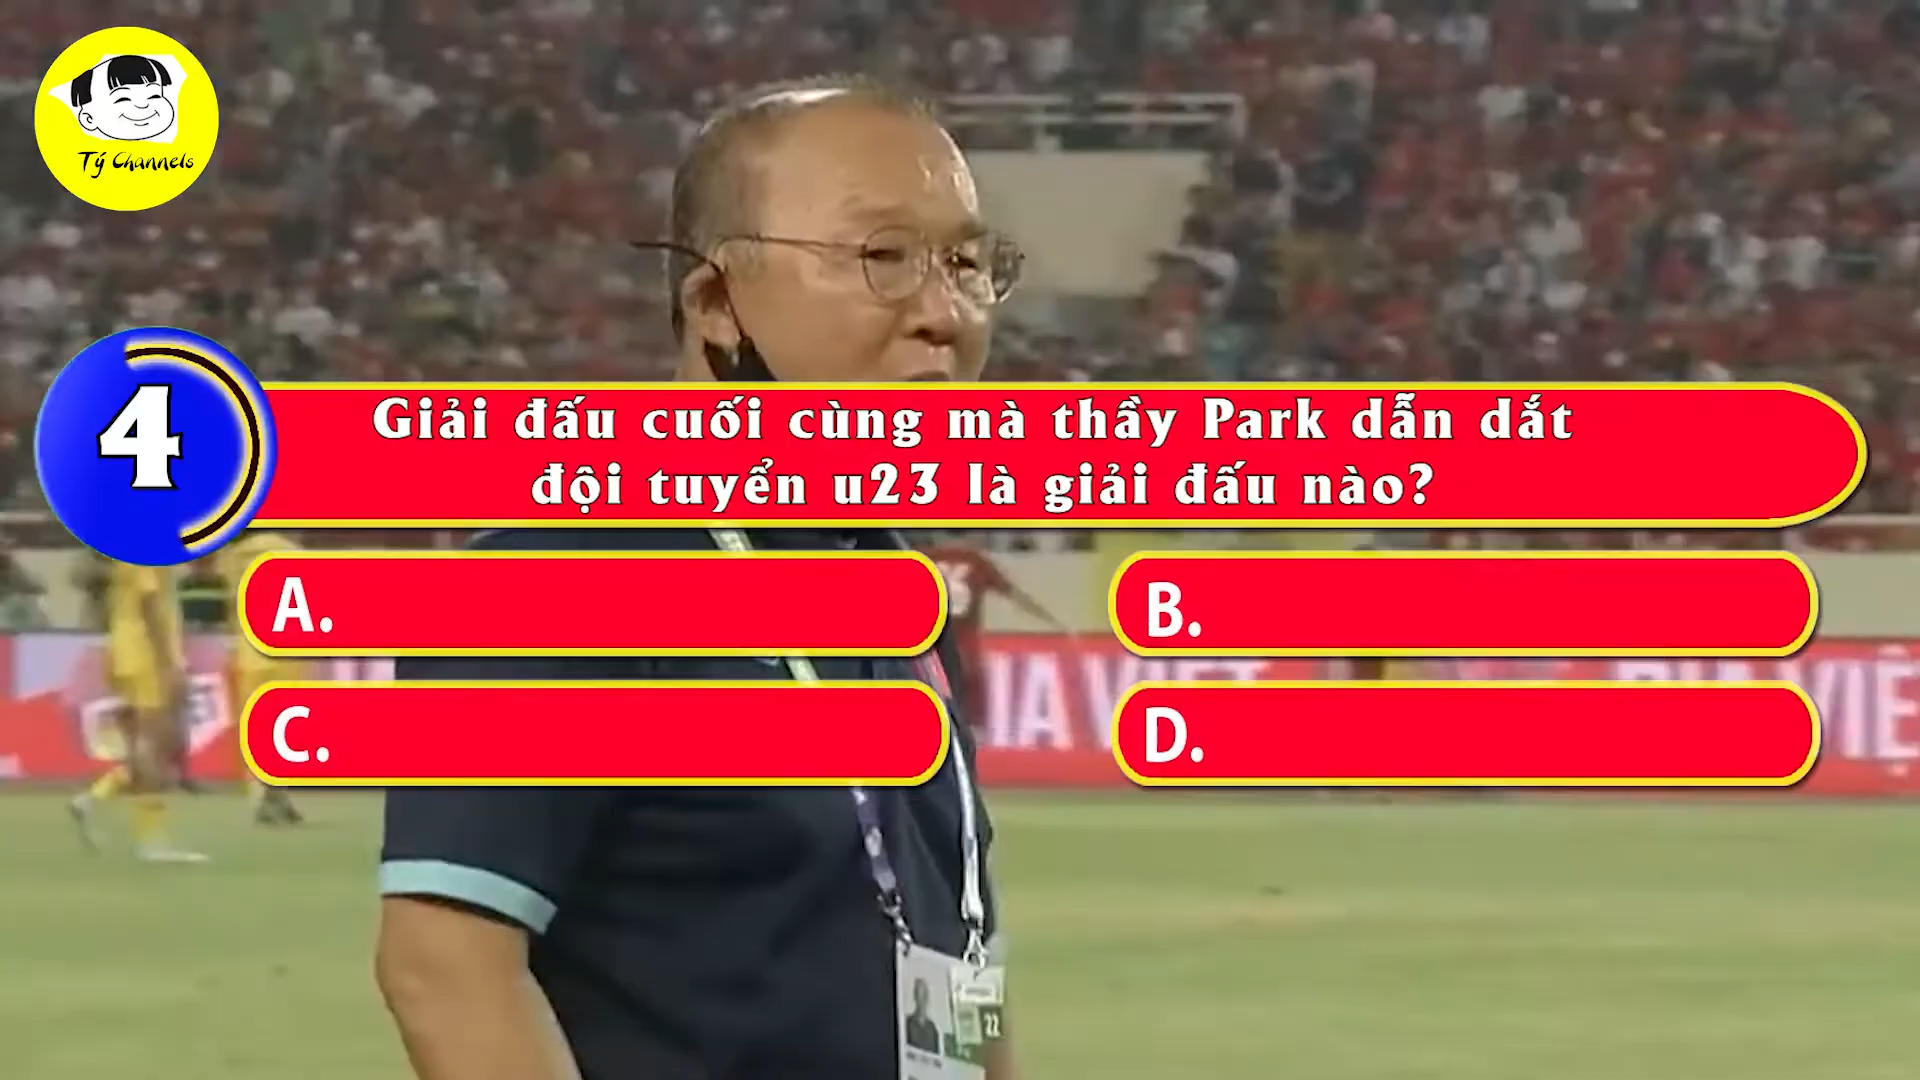 Tý Channels
4
Giải đấu cuối cùng mà thầy Park dẫn dắt
đội tuyển u23 là giải đấu nào?
A.
B.
C.
D.
22